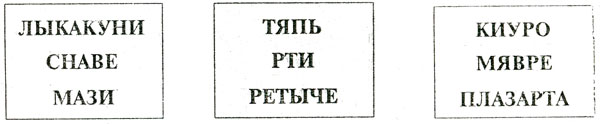 ЛЫКАКУНИ
СНАВЕ
МАЗИ
ТЯПЬ
РТИ
РЕТЫЧЕ
КИУРО
МЯВРЕ
ПЛАЗАРТА